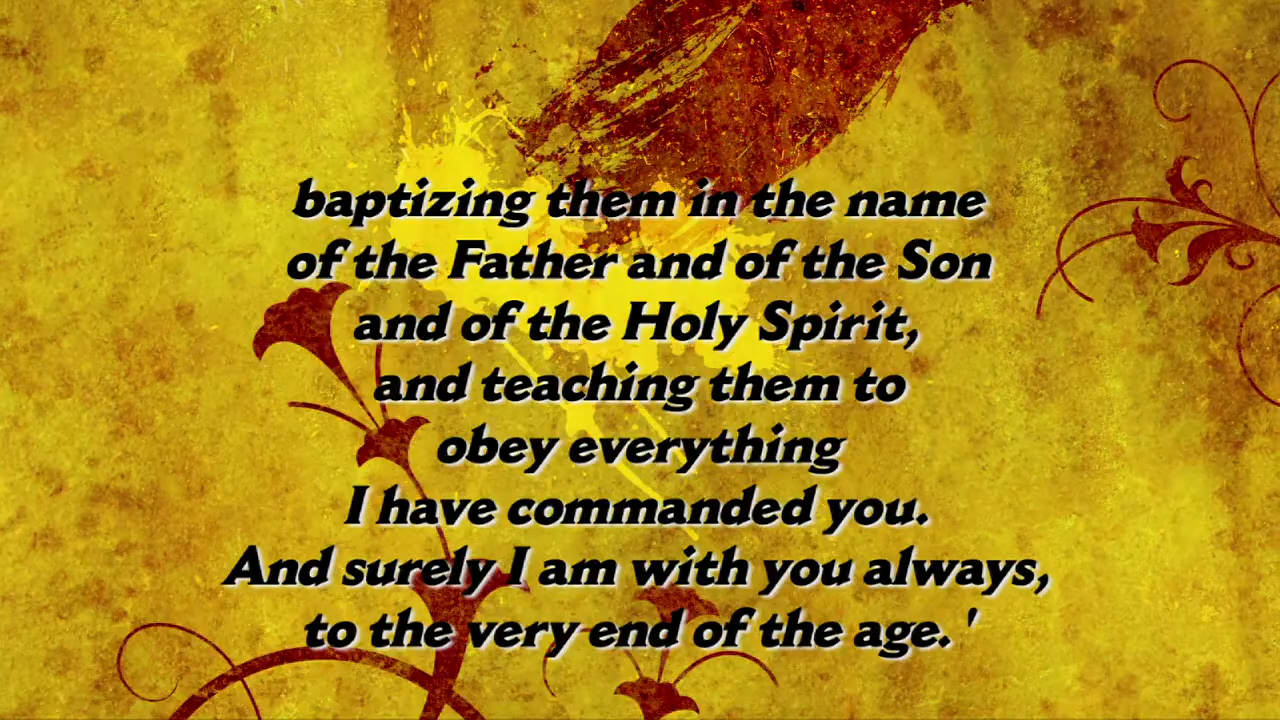 baptizing them in the name
of the Father and of the Son
and of the Holy Spirit,
and teaching them to
obey everything
I have commanded you.
And surely I am with you always,
to the very end of the age. '